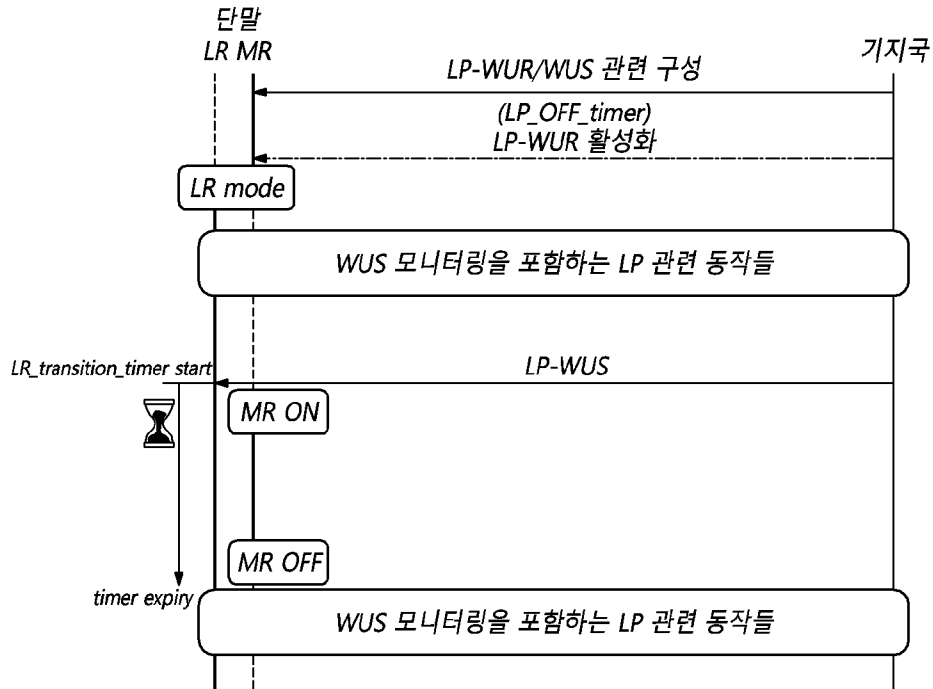 단말
LR MR
기지국
LP-WUR/WUS 관련 구성
(LP_OFF_timer)
LP-WUR 활성화
LR mode
WUS 모니터링을 포함하는 LP 관련 동작들
LR_transition_timer start
LP-WUS
MR ON
MR OFF
timer expiry
WUS 모니터링을 포함하는 LP 관련 동작들